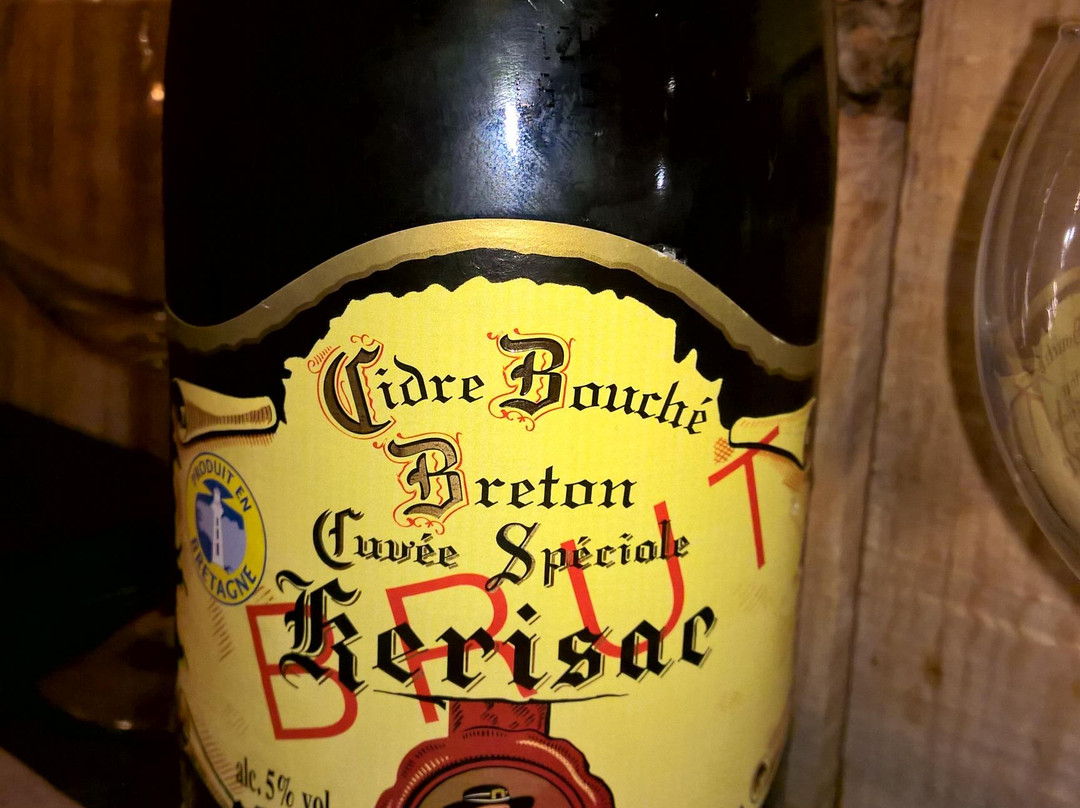 Cidre Bouché
Breton
Cuvée Spéciale
Kerisac
BRUT
PRODUIT EN
BRETAGNE
alc. 5% vol